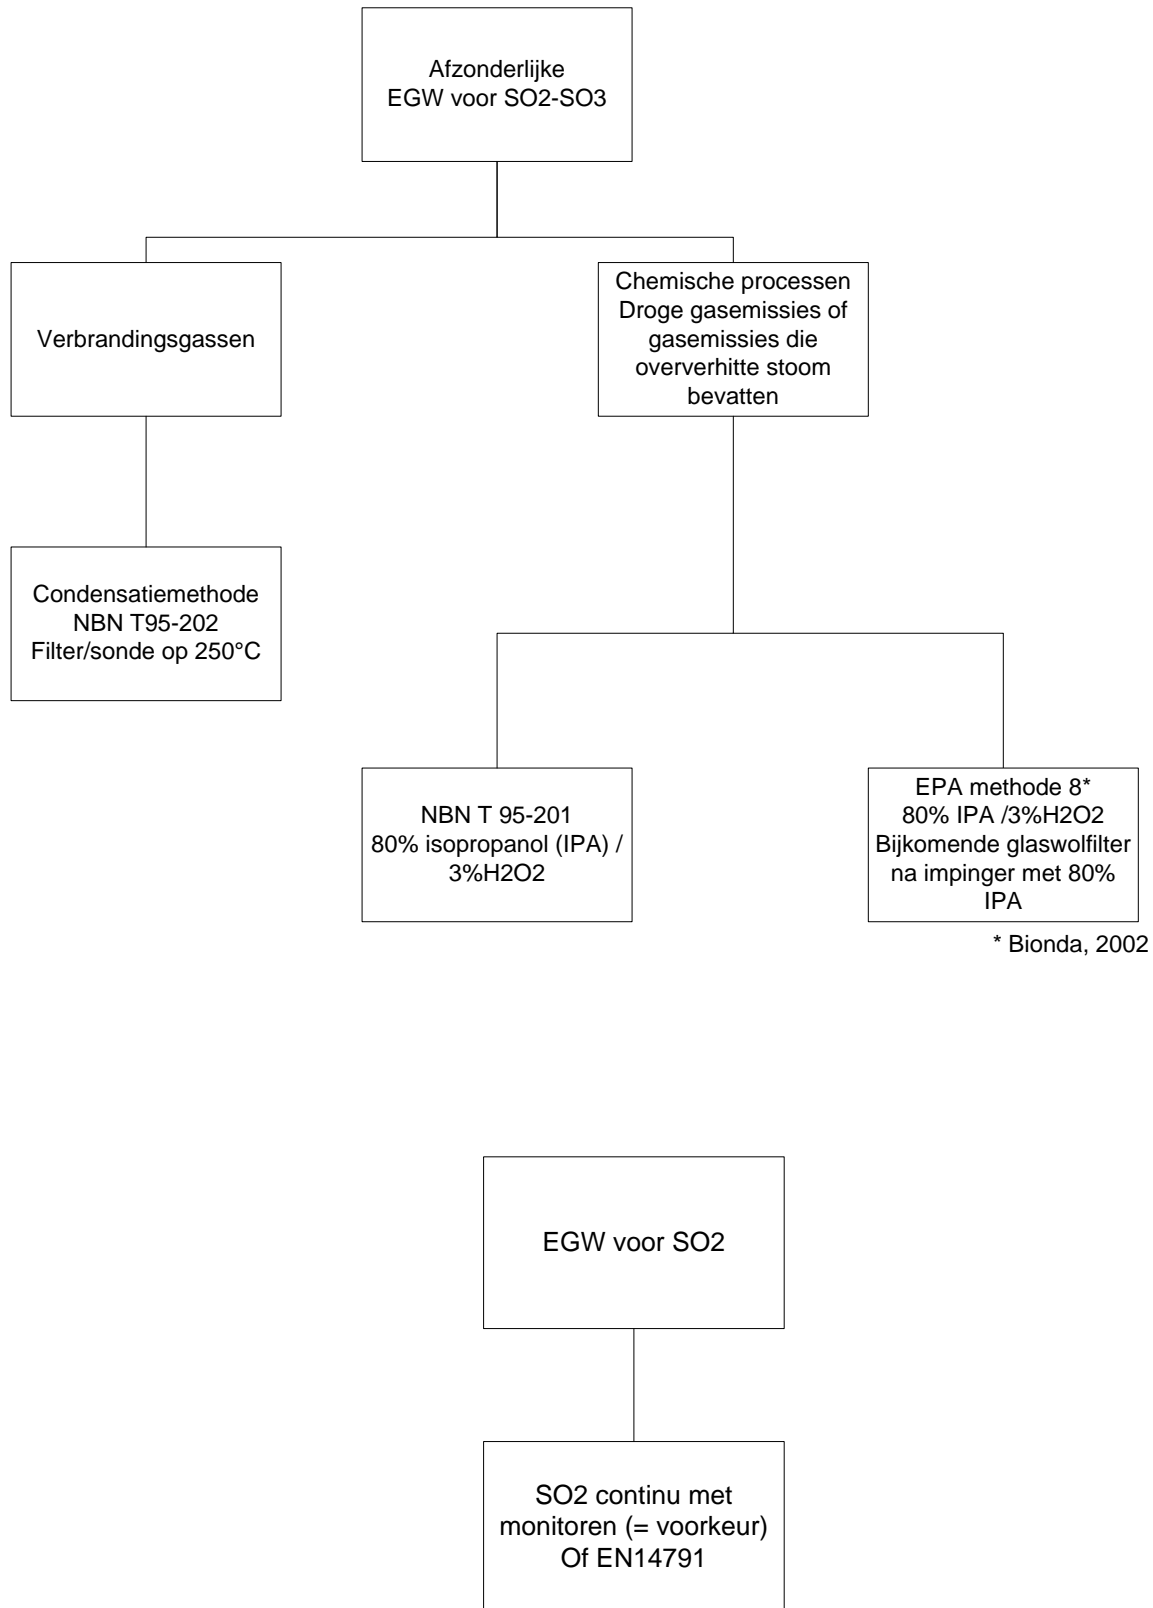 Afzonderlijke
EGW voor SO2-SO3
Verbrandingsgassen
Chemische processen
Droge gasemissies of
gasemissies die
oververhitte stoom
bevatten
Condensatiemethode
NBN T95-202
Filter/sonde op 250°C
NBN T 95-201
80% isopropanol (IPA) /
3%H2O2
EPA methode 8*
80% IPA /3%H2O2
Bijkomende glaswolfilter
na impinger met 80%
IPA
* Bionda, 2002
EGW voor SO2
SO2 continu met
monitoren (= voorkeur)
Of EN14791